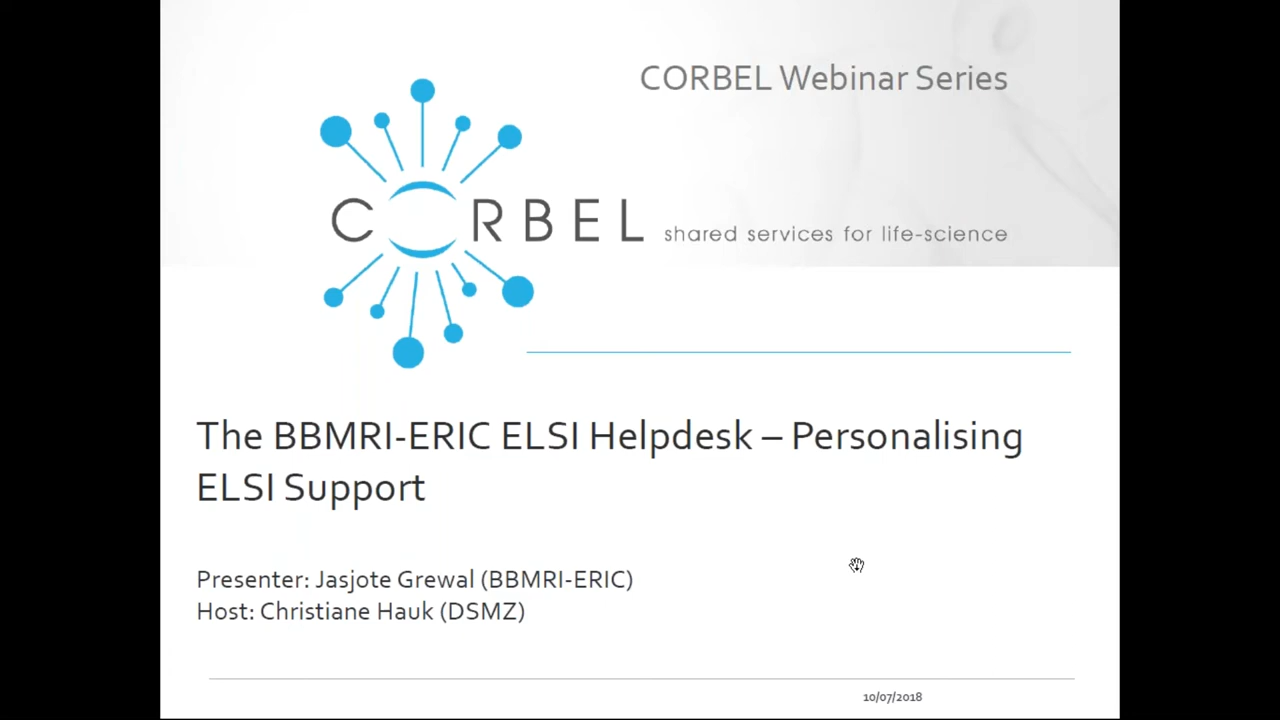 CORBEL Webinar Series
CORBEL shared services for life-science
The BBMRI-ERIC ELSI Helpdesk – Personalising
ELSI Support
Presenter: Jasjote Grewal (BBMRI-ERIC)
Host: Christiane Hauk (DSMZ)
10/07/2018